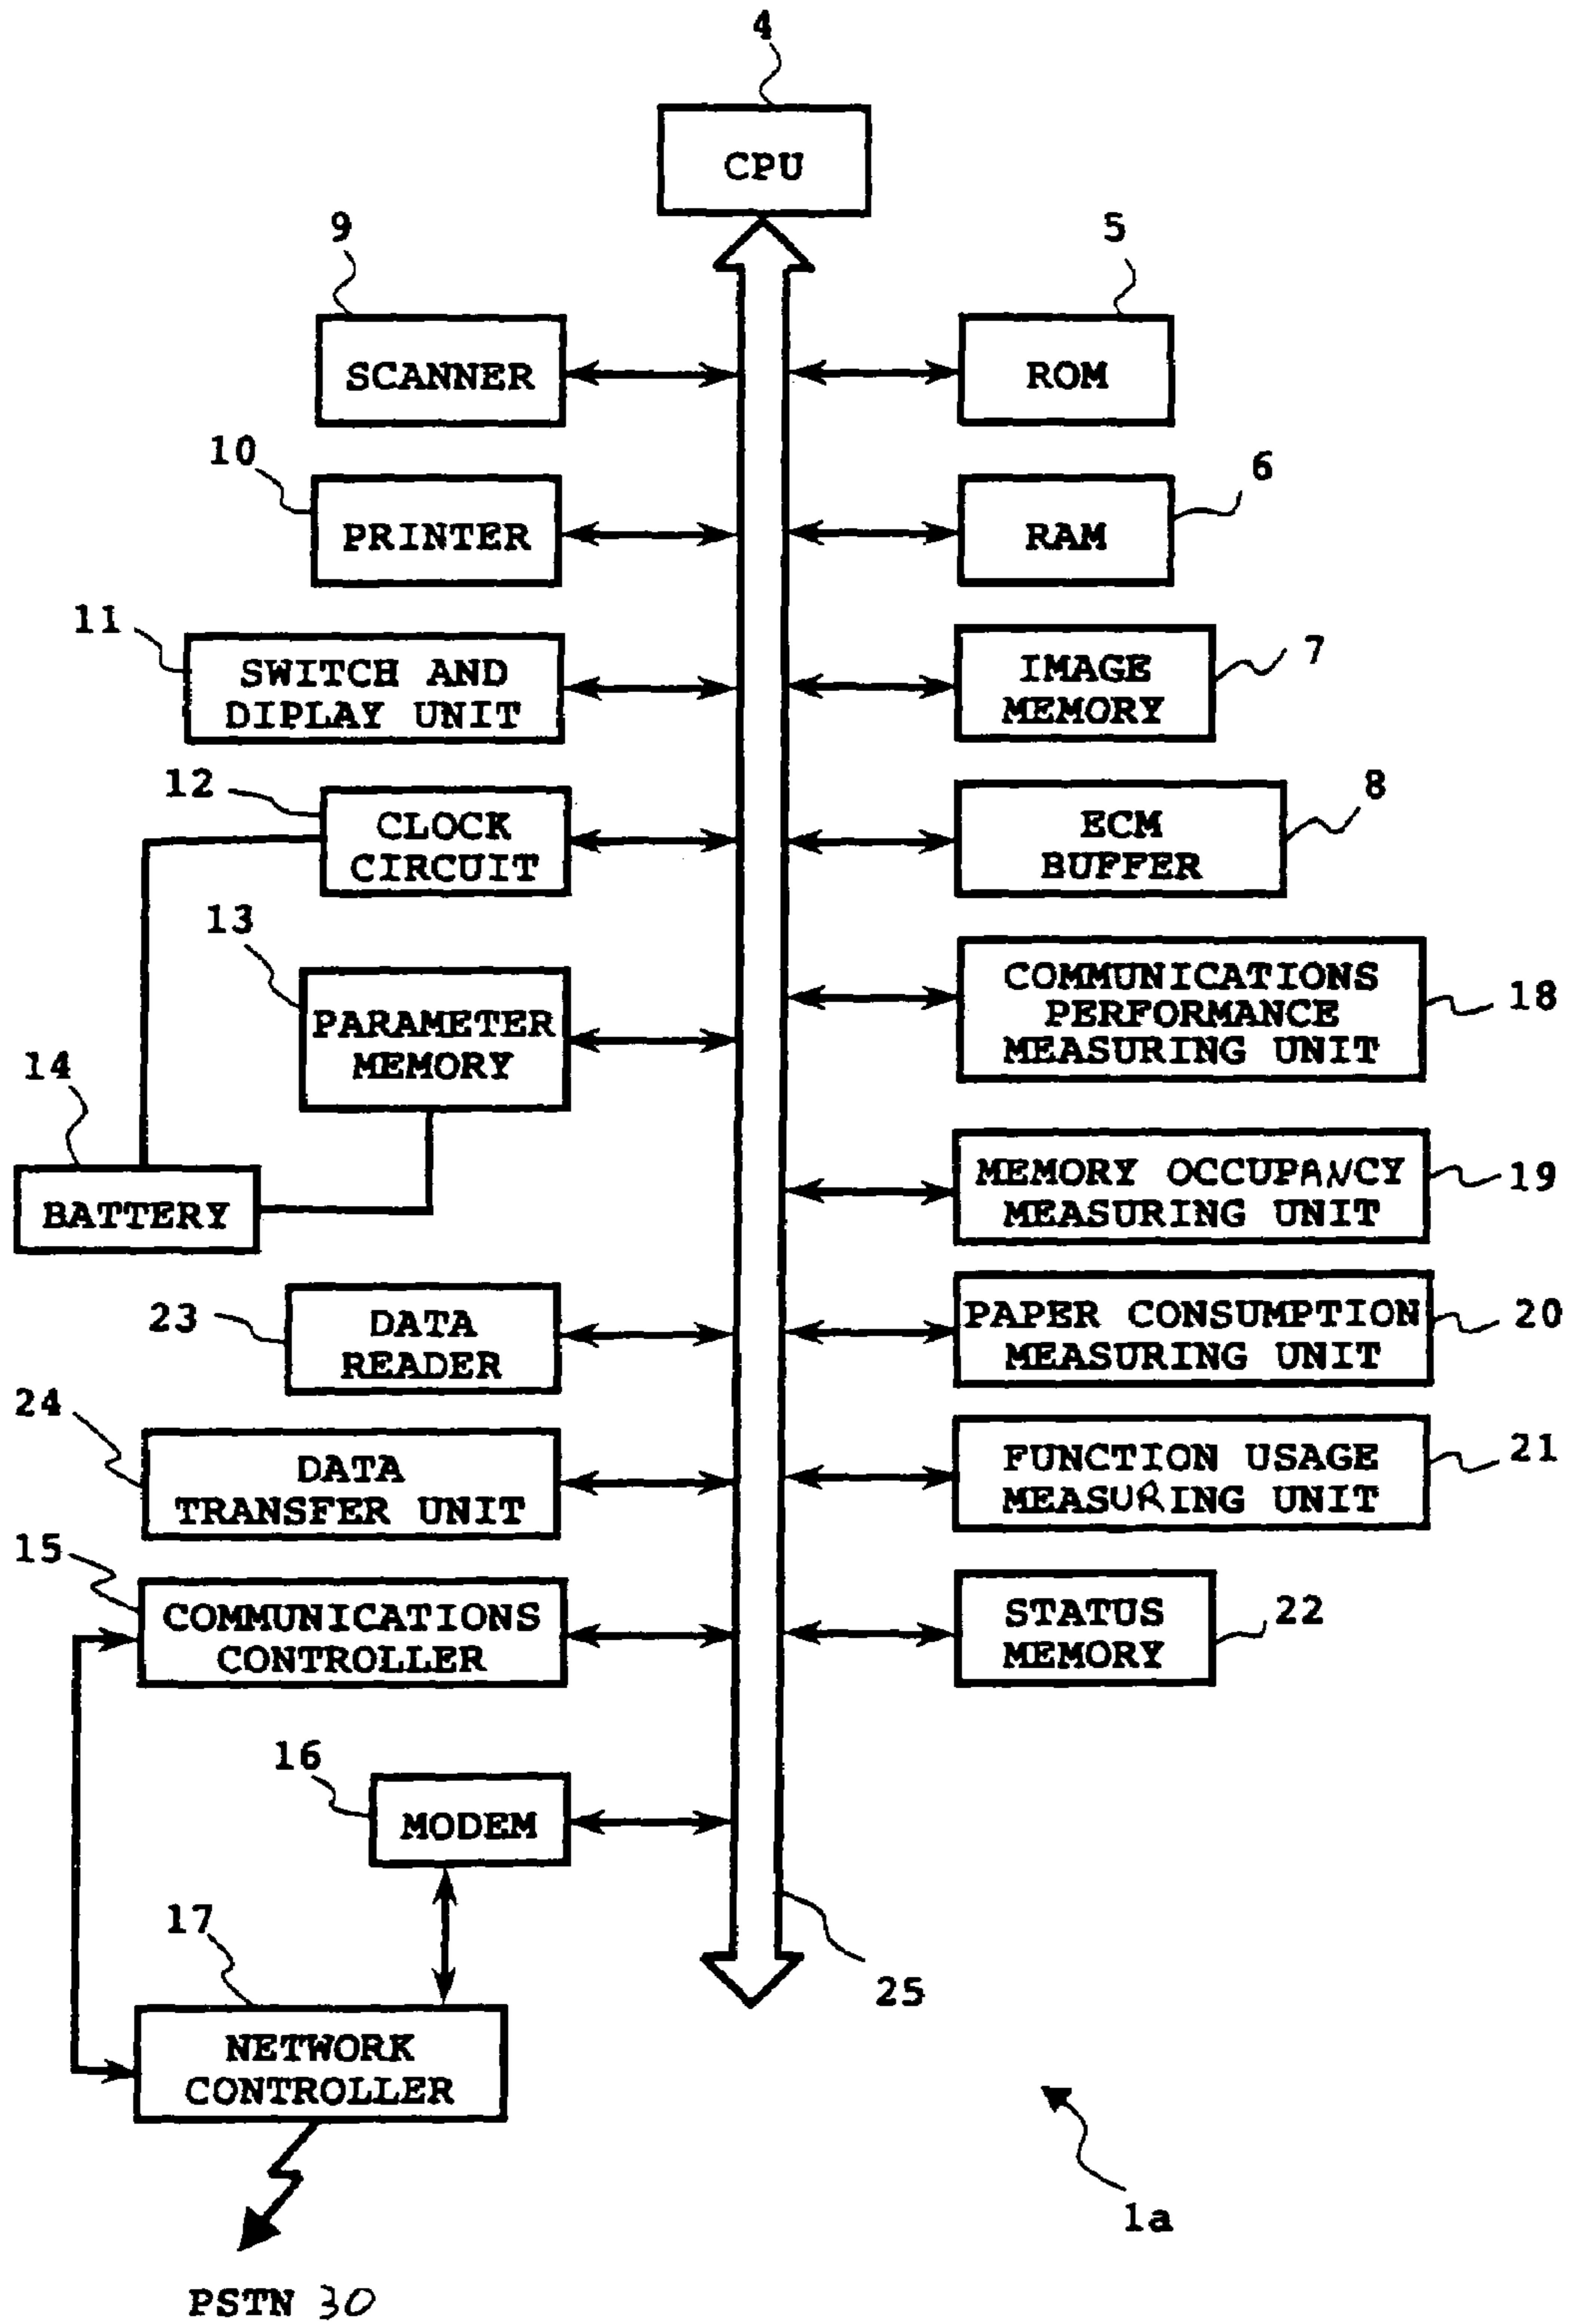 4
CPU
9
SCANNER
5
ROM
10
PRINTER
6
RAM
11
SWITCH AND
DIPLAY UNIT
7
IMAGE
MEMORY
12
CLOCK
CIRCUIT
8
ECM
BUFFER
13
PARAMETER
MEMORY
18
COMMUNICATIONS
PERFORMANCE
MEASURING UNIT
14
BATTERY
19
MEMORY OCCUPANCY
MEASURING UNIT
23
DATA
READER
20
PAPER CONSUMPTION
MEASURING UNIT
24
DATA
TRANSFER UNIT
21
FUNCTION USAGE
MEASURING UNIT
15
COMMUNICATIONS
CONTROLLER
22
STATUS
MEMORY
16
MODEM
17
NETWORK
CONTROLLER
25
1a
PSTN 30